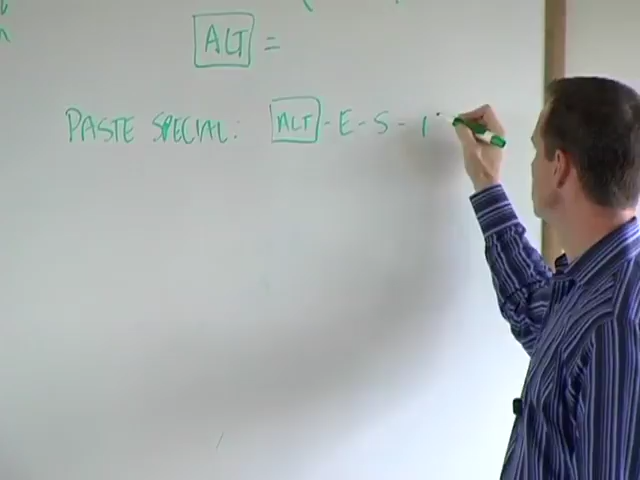 ALT =
PASTE SPECIAL: ALT - E - S -